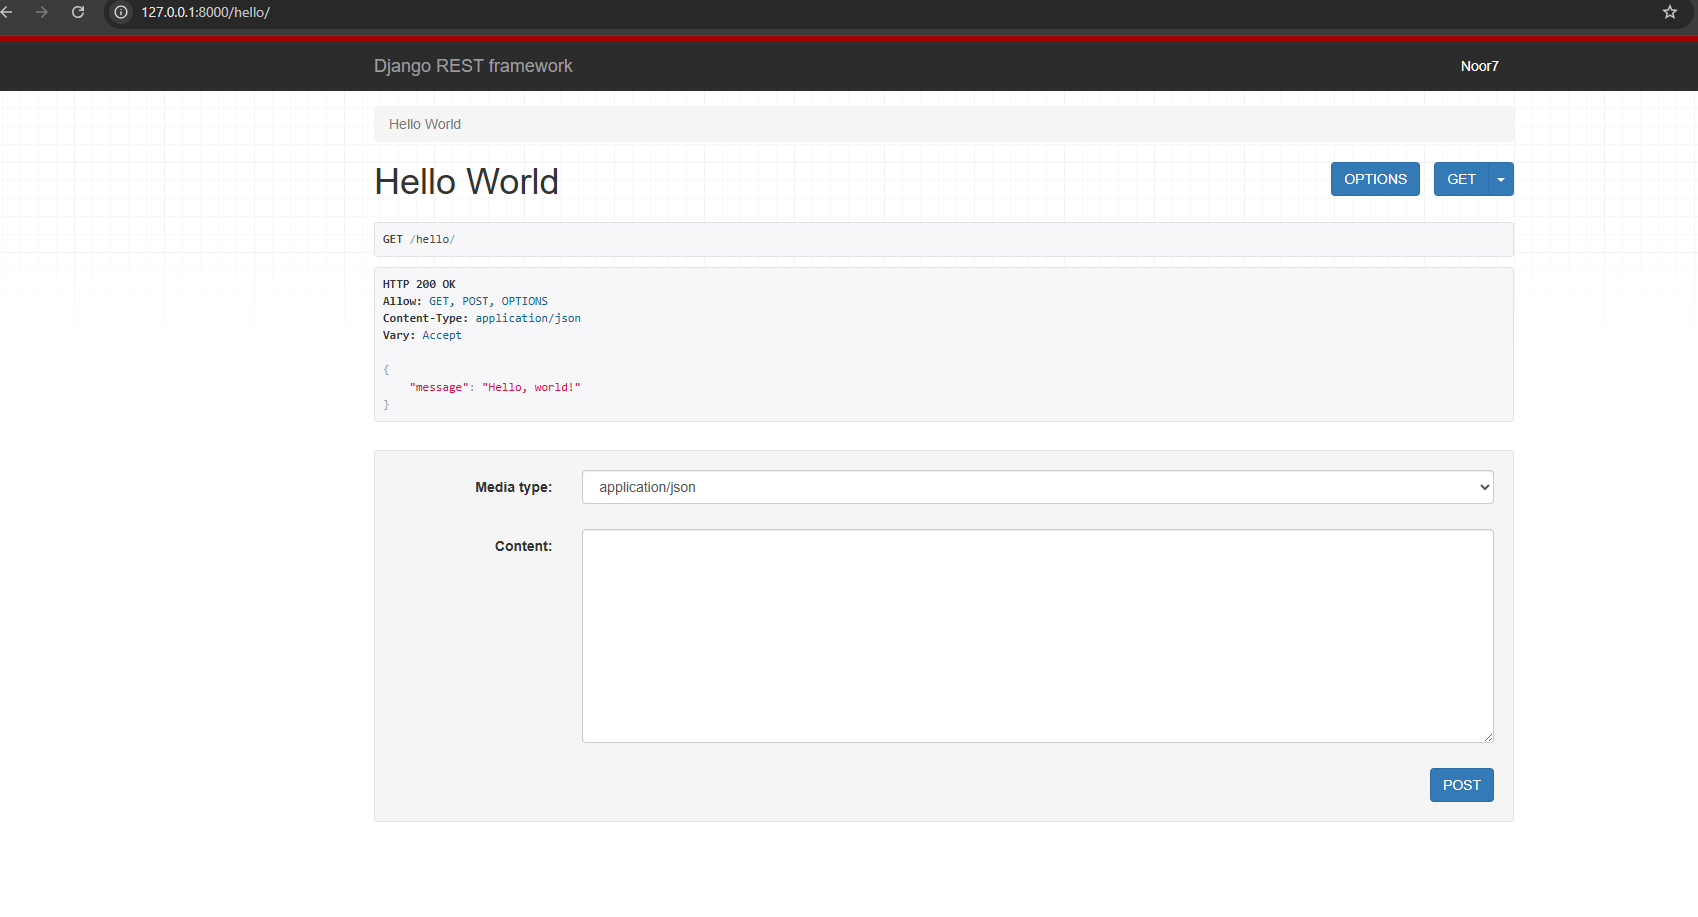 127.0.0.1:8000/hello/
Django REST framework
Noor7
Hello World
Hello World
OPTIONS
GET
GET /hello/
HTTP 200 OK
Allow: GET, POST, OPTIONS
Content-Type: application/json
Vary: Accept
{
"message": "Hello, world!"
}
Media type:
application/json
Content:
POST